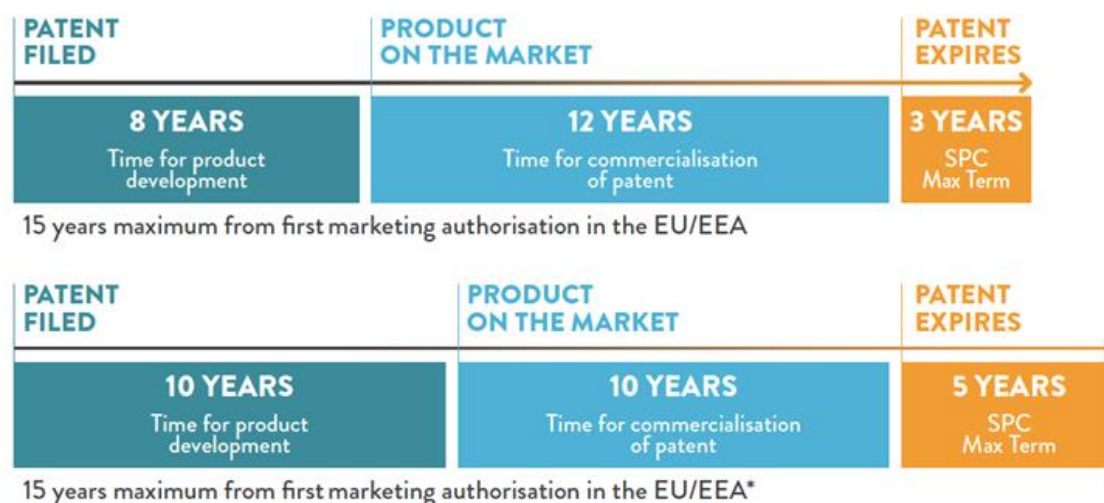 PATENT
FILED
PRODUCT
ON THE MARKET
PATENT
EXPIRES
8 YEARS
Time for product
development
12 YEARS
Time for commercialisation
of patent
3 YEARS
SPC
Max Term
15 years maximum from first marketing authorisation in the EU/EEA
PATENT
FILED
PRODUCT
ON THE MARKET
PATENT
EXPIRES
10 YEARS
Time for product
development
10 YEARS
Time for commercialisation
of patent
5 YEARS
SPC
Max Term
15 years maximum from first marketing authorisation in the EU/EEA*